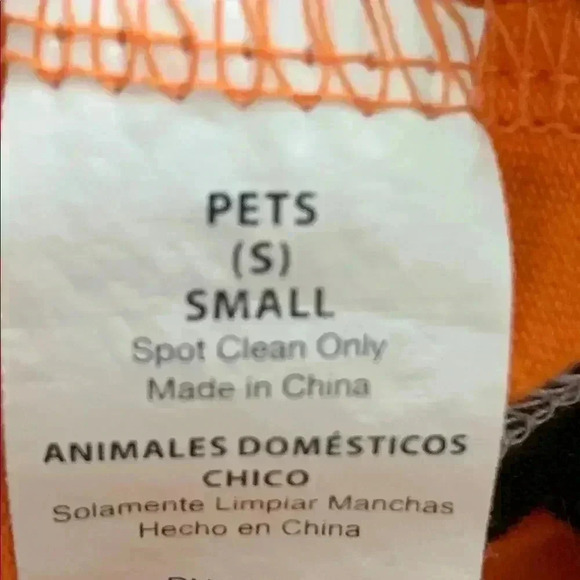 PETS
(S)
SMALL
Spot Clean Only
Made in China
ANIMALES DOMÉSTICOS
CHICO
Solamente Limpiar Manchas
Hecho en China